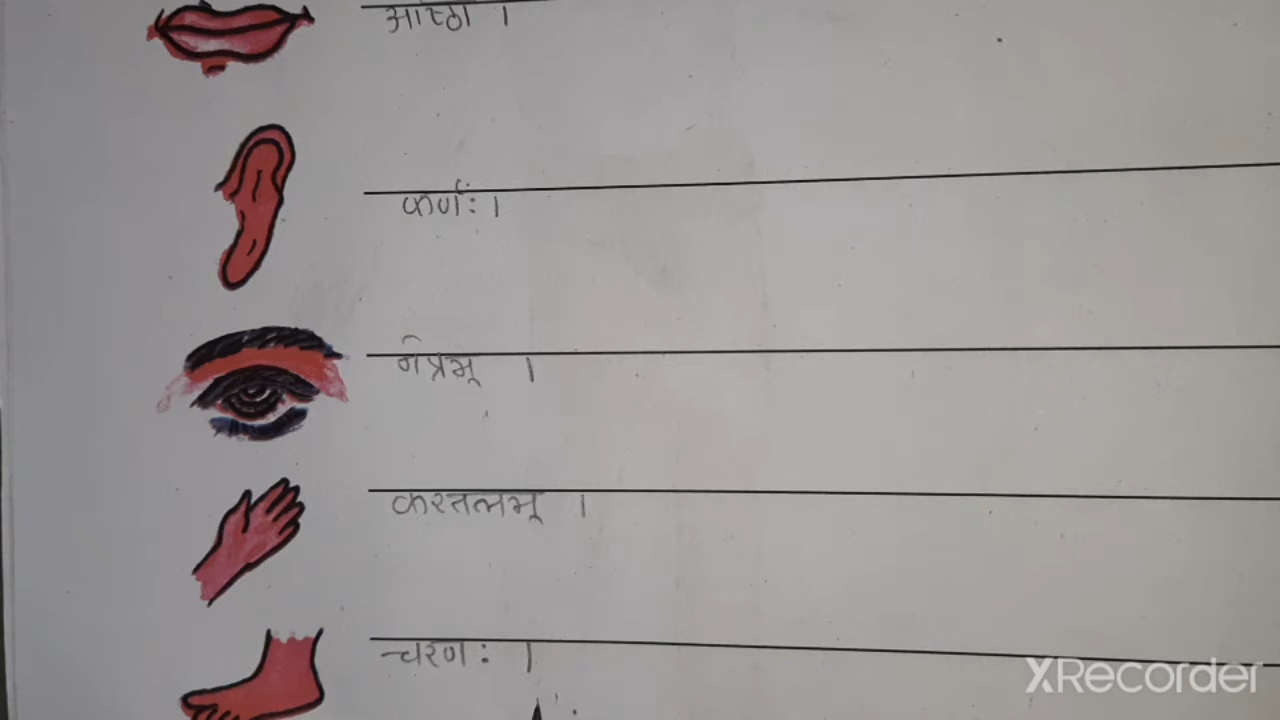 ओष्ठौ ।
कर्णः ।
नेत्रम् ।
करतलम् ।
चरणः ।
XRecorder